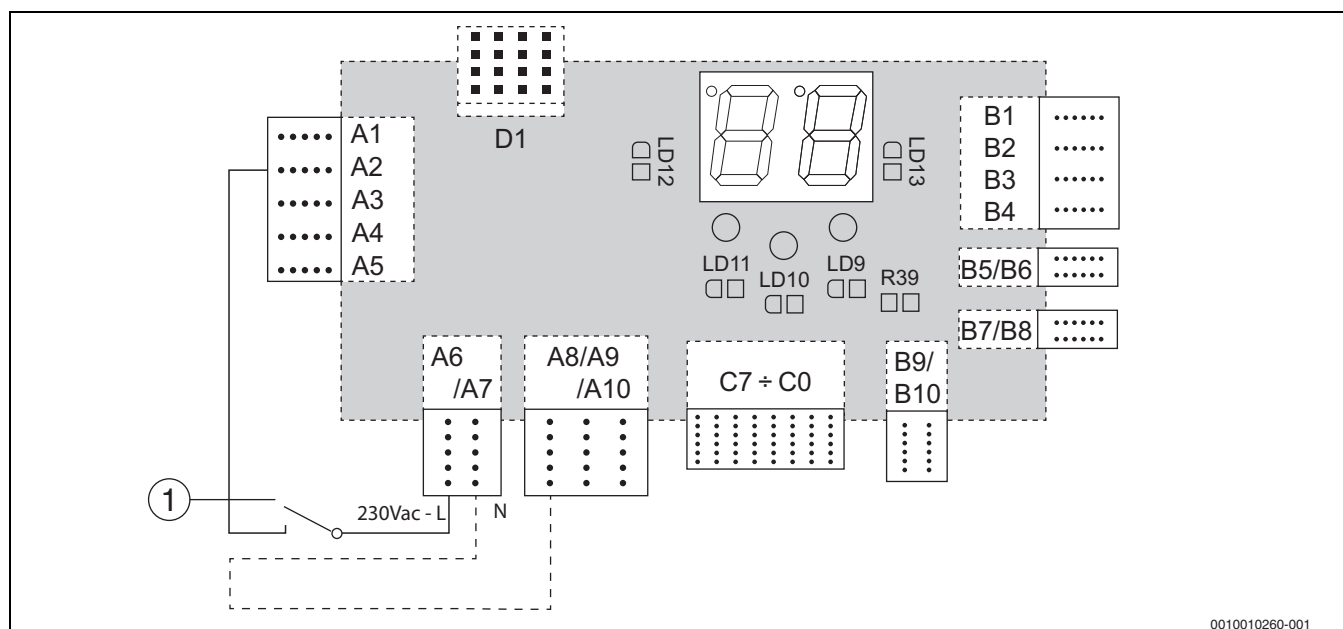 D1
A1
A2
A3
A4
A5
LD12
LD13
B1
B2
B3
B4
LD11
LD10
LD9
R39
B5/B6
B7/B8
A6
/A7
A8/A9
/A10
C7 ÷ C0
B9/
B10
1
230Vac - L
N
0010010260-001